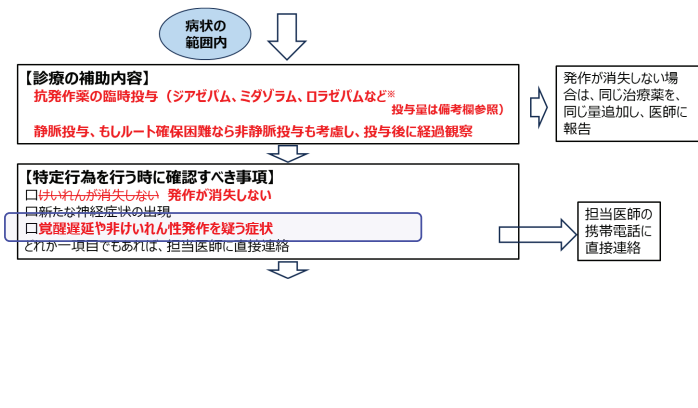 病状の
範囲内
【診療の補助内容】
抗発作薬の臨時投与（ジアゼパム、ミダゾラム、ロラゼパムなど※
投与量は備考欄参照）
静脈投与、もしルート確保困難なら非静脈投与も考慮し、投与後に経過観察
発作が消失しない場
合は、同じ治療薬を、
同じ量追加し、医師に
報告
【特定行為を行う時に確認すべき事項】
□けいれんが消失しない 発作が消失しない
□新たな神経症状の出現
□覚醒遅延や非けいれん性発作を疑う症状
どれか一項目でもあれば、担当医師に直接連絡
担当医師の
携帯電話に
直接連絡